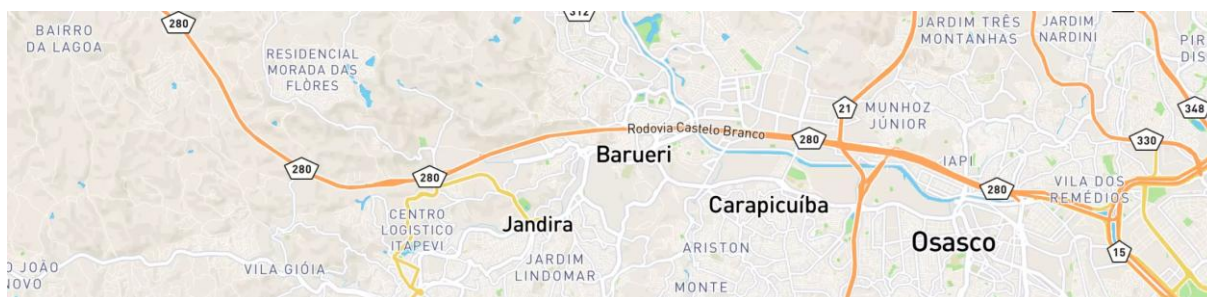 280
312
BAIRRO
DA LAGOA
RESIDENCIAL
MORADA DAS
FLÔRES
JARDIM TRÊS
MONTANHAS
JARDIM
NARDINI
21
MUNHOZ
JÚNIOR
348
330
Rodovia Castelo Branco
280
Barueri
280
280
IAPI
280
VILA DOS
REMÉDIOS
Carapicuíba
CENTRO
LOGISTICO
ITAPEVI
Jandira
Osasco
ARISTON
15
VILA GIÓIA
JARDIM
LINDOMAR
JOÃO
NOVO
MONTE